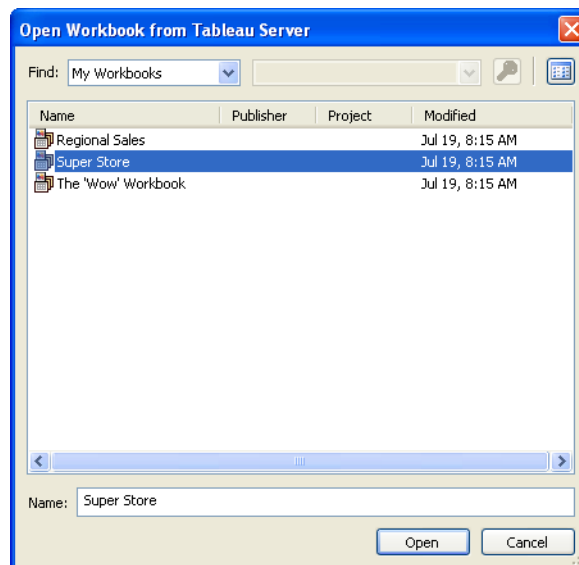 Open Workbook from Tableau Server
Find: My Workbooks
Name Publisher Project Modified
Regional Sales Jul 19, 8:15 AM
Super Store Jul 19, 8:15 AM
The 'Wow' Workbook Jul 19, 8:15 AM
Name: Super Store
Open Cancel